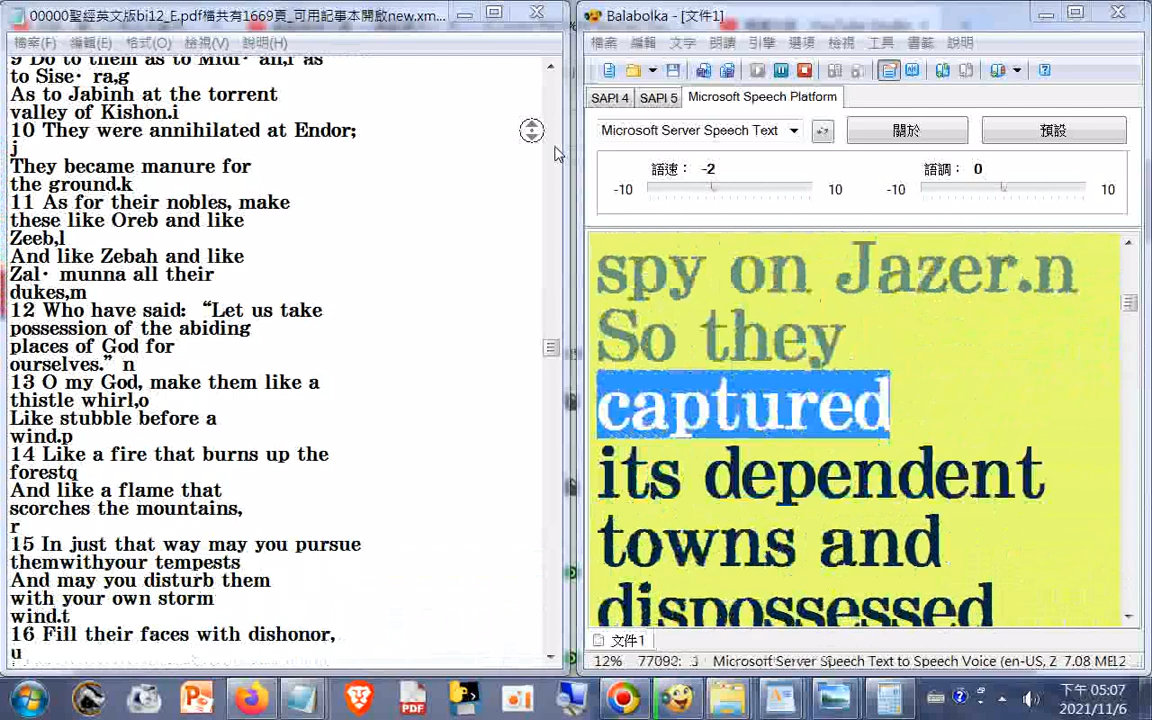 00000聖經英文版bi12_E.pdf檔共有1669頁_可用記事本開啟new.xm...
檔案(F) 編輯(E) 格式(O) 檢視(V) 說明(H)
9 Do to them as to Midi· an,r as
to Sise· ra,g
As to Jabinh at the torrent
valley of Kishon.i
10 They were annihilated at Endor;
j
They became manure for
the ground.k
11 As for their nobles, make
these like Oreb and like
Zeeb,l
And like Zebah and like
Zal· munna all their
dukes,m
12 Who have said: “Let us take
possession of the abiding
places of God for
ourselves.” n
13 O my God, make them like a
thistle whirl,o
Like stubble before a
wind.p
14 Like a fire that burns up the
forestq
And like a flame that
scorches the mountains,
r
15 In just that way may you pursue
themwithyour tempests
And may you disturb them
with your own storm
wind.t
16 Fill their faces with dishonor,
u
Balabolka - [文件1]
檔案 編輯 文字 朗讀 引擎 選項 檢視 工具 書籤 說明
SAPI 4 SAPI 5 Microsoft Speech Platform
Microsoft Server Speech Text 關於 預設
語速: -2 語調: 0
-10 10 -10 10
spy on Jazer.n
So they
captured
its dependent
towns and
dispossessed
文件1
12% 77092: Microsoft Server Speech Text to Speech Voice (en-US, Z 7.08 ME
下午 05:07
2021/11/6